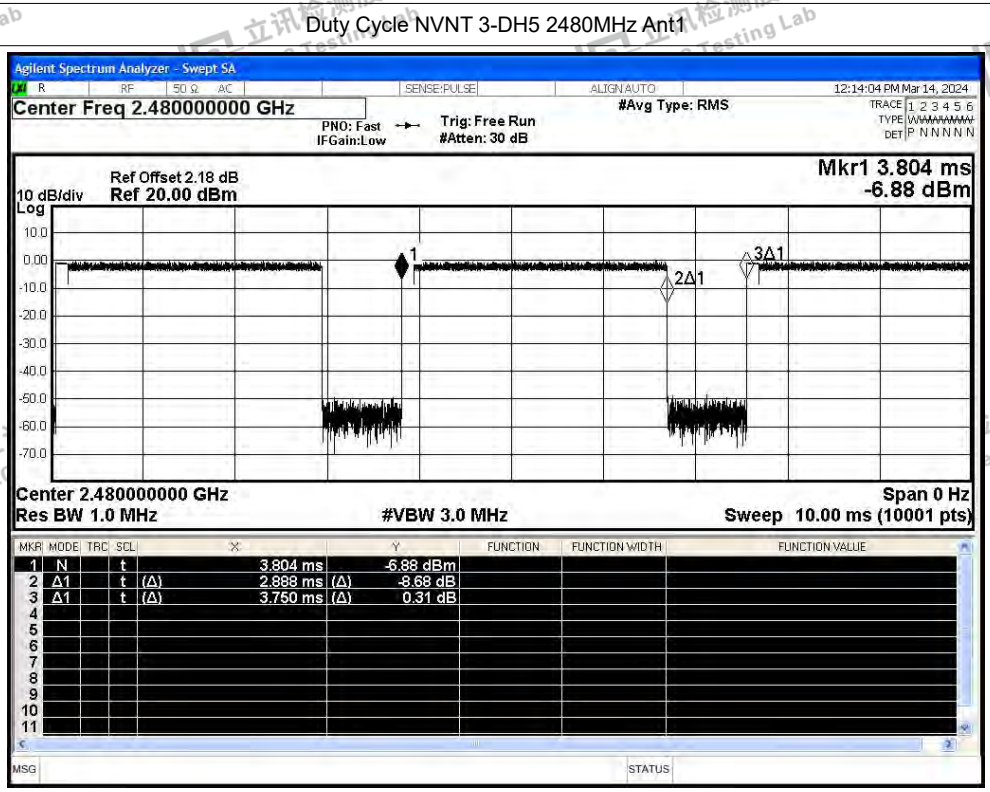 Duty Cycle NVNT 3-DH5 2480MHz Ant1
Agilent Spectrum Analyzer - Swept SA
R RF 50 Ω AC SENSE:PULSE ALIGN AUTO 12:14:04 PM Mar 14, 2024
Center Freq 2.480000000 GHz #Avg Type: RMS TRACE 1 2 3 4 5 6
PNO: Fast Trig: Free Run TYPE
IFGain:Low #Atten: 30 dB DET P N N N N N
Mkr1 3.804 ms
Ref Offset 2.18 dB
10 dB/div Ref 20.00 dBm -6.88 dBm
Log
10.0
0.00
-10.0
-20.0
-30.0
-40.0
-50.0
-60.0
-70.0
1
2Δ1
3Δ1
Center 2.480000000 GHz Span 0 Hz
Res BW 1.0 MHz #VBW 3.0 MHz Sweep 10.00 ms (10001 pts)
MKR MODE TRC SCL X Y FUNCTION FUNCTION WIDTH FUNCTION VALUE
1 N t 3.804 ms -6.88 dBm
2 Δ1 t (Δ) 2.888 ms (Δ) -8.68 dB
3 Δ1 t (Δ) 3.750 ms (Δ) 0.31 dB
4
5
6
7
8
9
10
11
MSG STATUS